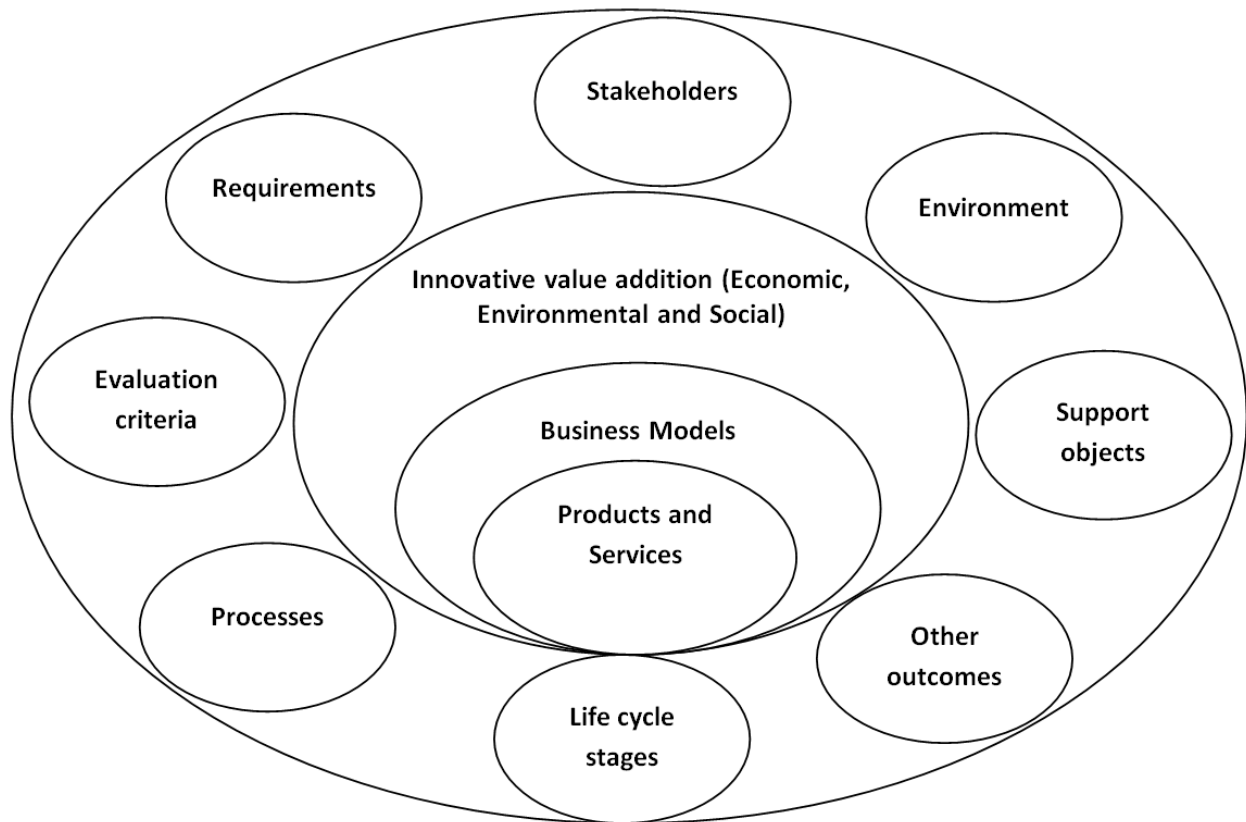 Stakeholders
Requirements
Environment
Innovative value addition (Economic,
Environmental and Social)
Evaluation
criteria
Support
objects
Business Models
Products and
Services
Processes
Other
outcomes
Life cycle
stages